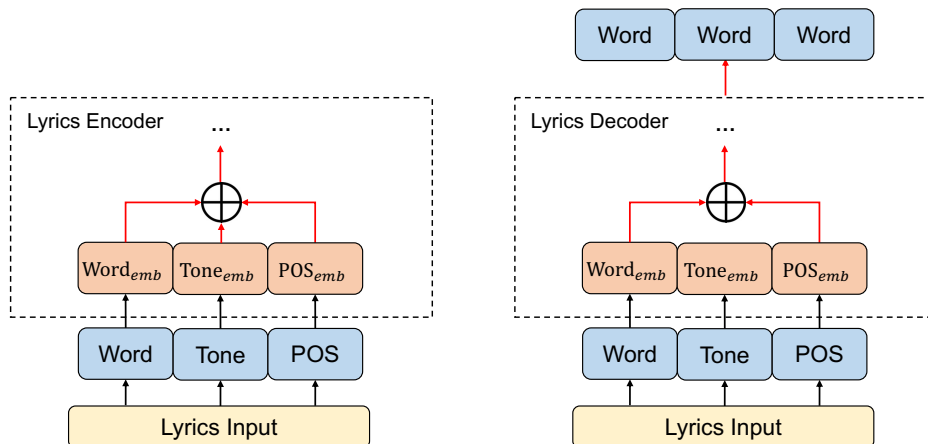 Word Word Word
Lyrics Encoder
...
Word_emb Tone_emb POS_emb
Word Tone POS
Lyrics Input
Lyrics Decoder
...
Word_emb Tone_emb POS_emb
Word Tone POS
Lyrics Input